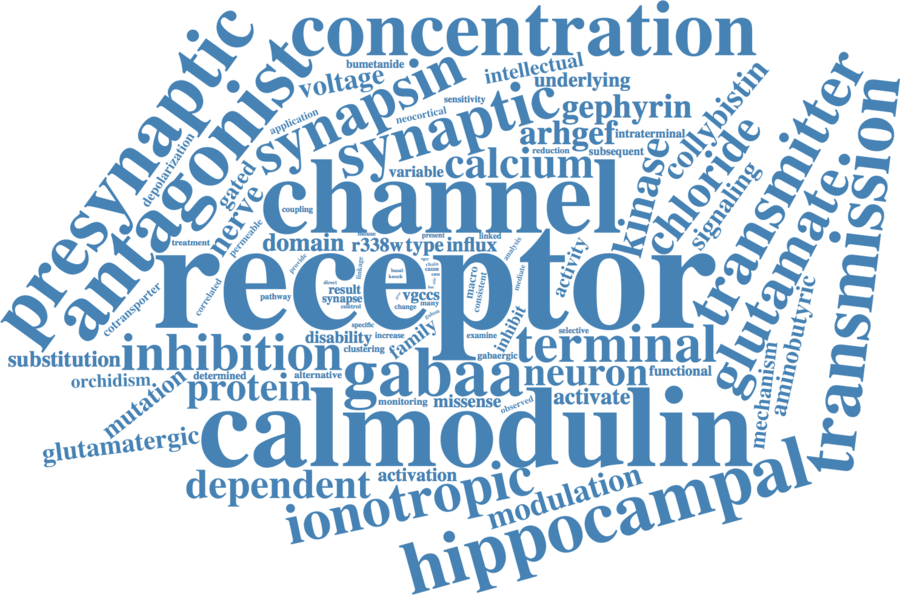 concentration
presynaptic
antagonist
bumetanide
voltage
intellectual
underlying
synapsin
sensitivity
application
neocortical
synaptic
gephyrin
collybistin
transmitter
transmission
depolarization
arhgef
intraterminal
reduction
subsequent
variable
calcium
kinase
chloride
signaling
gated
nerve
channel
coupling
permeable
treatment
domain
mouse
r338w
type
present
influx
linked
analysis
activity
receptor
provide
linkage
basal
knock
chain
cause
macro
consistent
mediate
cotransporter
correlated
pathway
direct
result
synapse
control
vgccs
change
many
glutamate
specific
increase
disability
clustering
family
examine
inhibit
selective
gabaergic
terminal
substitution
inhibition
orchidism
determined
alternative
gabaa
neuron
functional
mechanism
aminobutyric
mutation
protein
monitoring
missense
observed
activate
glutamatergic
calmodulin
dependent
activation
ionotropic
modulation
hippocampal